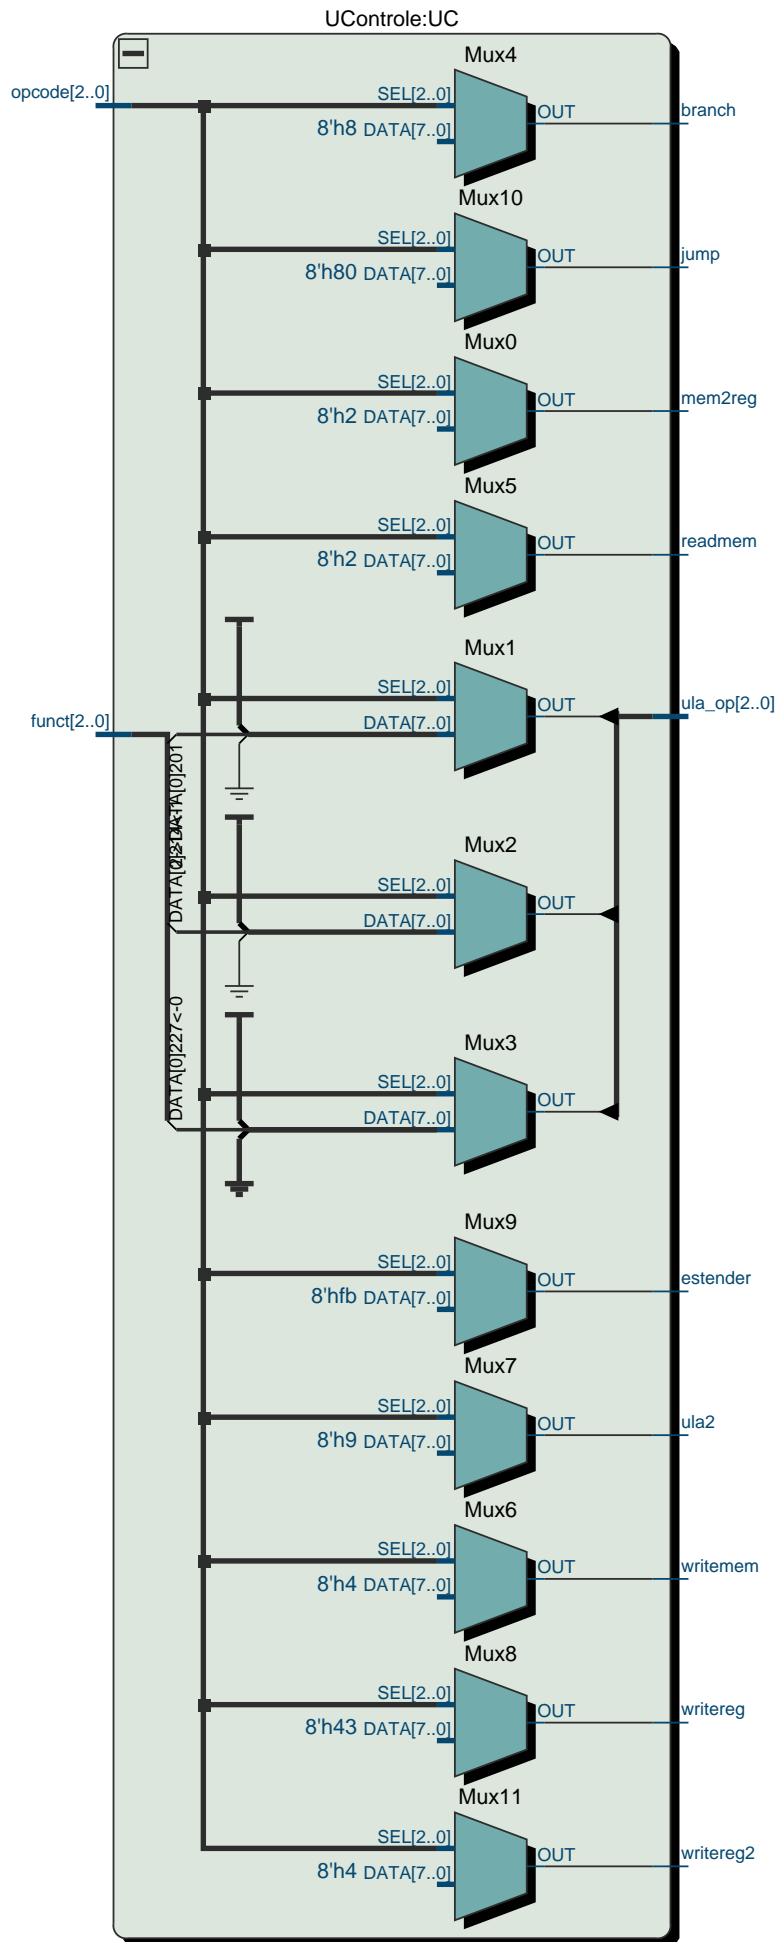 UControle:UC
Mux4
opcode[2..0]
SEL[2..0]
OUT
branch
8'h8 DATA[7..0]
Mux10
SEL[2..0]
OUT
jump
8'h80 DATA[7..0]
Mux0
SEL[2..0]
OUT
mem2reg
8'h2 DATA[7..0]
Mux5
SEL[2..0]
OUT
readmem
8'h2 DATA[7..0]
Mux1
SEL[2..0]
OUT
ula_op[2..0]
funct[2..0]
DATA[7..0]
Mux2
SEL[2..0]
OUT
DATA[7..0]
DATA[0]227<-0
Mux3
SEL[2..0]
OUT
DATA[7..0]
Mux9
SEL[2..0]
OUT
estender
8'hfb DATA[7..0]
Mux7
SEL[2..0]
OUT
ula2
8'h9 DATA[7..0]
Mux6
SEL[2..0]
OUT
writemem
8'h4 DATA[7..0]
Mux8
SEL[2..0]
OUT
writereg
8'h43 DATA[7..0]
Mux11
SEL[2..0]
OUT
writereg2
8'h4 DATA[7..0]